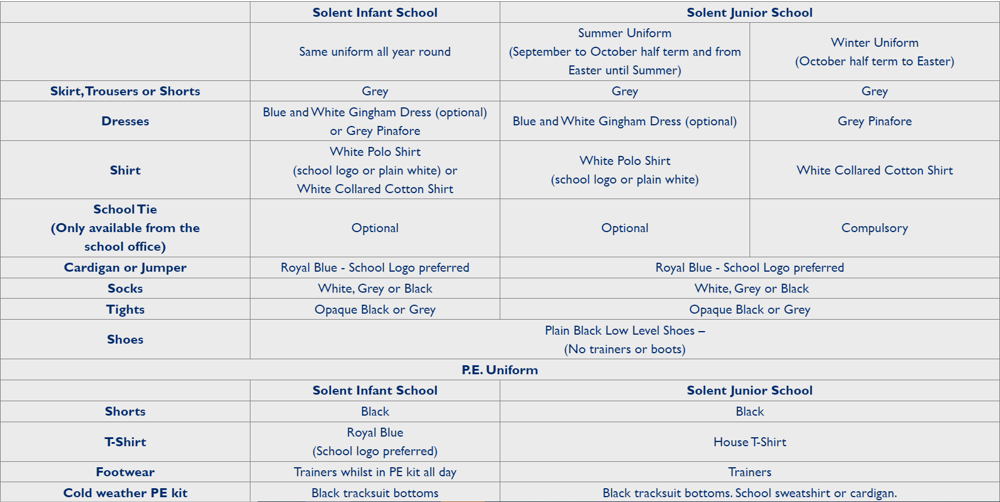 Solent Infant School Solent Junior School
Same uniform all year round
Summer Uniform
(September to October half term and from
Easter until Summer)
Winter Uniform
(October half term to Easter)
Skirt, Trousers or Shorts Grey Grey Grey
Dresses
Blue and White Gingham Dress (optional)
or Grey Pinafore
Blue and White Gingham Dress (optional)
Grey Pinafore
Shirt
White Polo Shirt
(school logo or plain white) or
White Collared Cotton Shirt
White Polo Shirt
(school logo or plain white)
White Collared Cotton Shirt
School Tie
(Only available from the
school office)
Optional
Optional
Compulsory
Cardigan or Jumper Royal Blue - School Logo preferred Royal Blue - School Logo preferred
Socks White, Grey or Black White, Grey or Black
Tights Opaque Black or Grey Opaque Black or Grey
Shoes
Plain Black Low Level Shoes –
(No trainers or boots)
P.E. Uniform
Solent Infant School Solent Junior School
Shorts Black Black
T-Shirt
Royal Blue
(School logo preferred)
House T-Shirt
Footwear Trainers whilst in PE kit all day Trainers
Cold weather PE kit Black tracksuit bottoms Black tracksuit bottoms. School sweatshirt or cardigan.